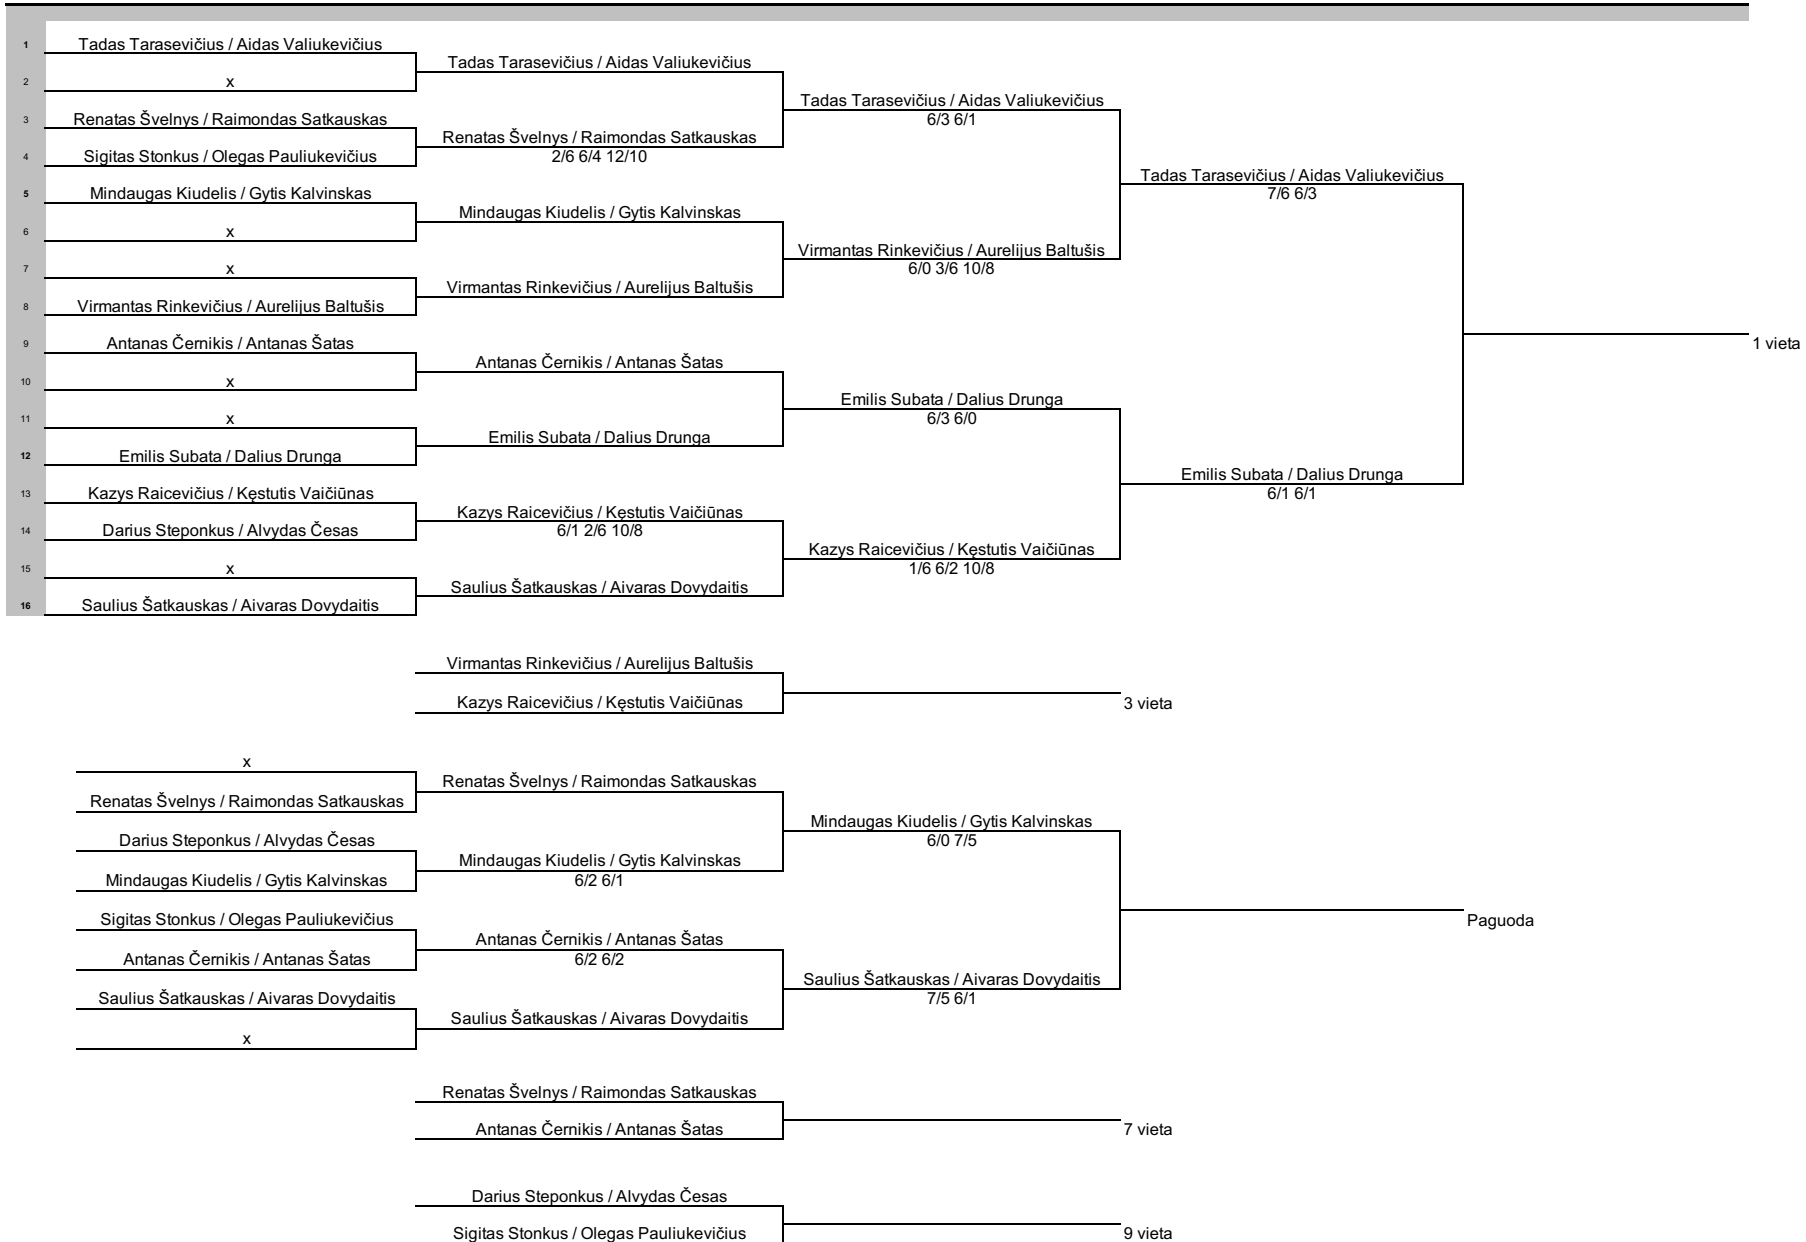 1 Tadas Tarasevičius / Aidas Valiukevičius
Tadas Tarasevičius / Aidas Valiukevičius
2 x
Tadas Tarasevičius / Aidas Valiukevičius
3 Renatas Švelnys / Raimondas Satkauskas
6/3 6/1
Renatas Švelnys / Raimondas Satkauskas
4 Sigitas Stonkus / Olegas Pauliukevičius
2/6 6/4 12/10
Tadas Tarasevičius / Aidas Valiukevičius
5 Mindaugas Kiudelis / Gytis Kalvinskas
7/6 6/3
Mindaugas Kiudelis / Gytis Kalvinskas
6 x
Virmantas Rinkevičius / Aurelijus Baltušis
7 x
6/0 3/6 10/8
Virmantas Rinkevičius / Aurelijus Baltušis
8 Virmantas Rinkevičius / Aurelijus Baltušis
9 Antanas Černikis / Antanas Šatas
1 vieta
Antanas Černikis / Antanas Šatas
10 x
Emilis Subata / Dalius Drunga
11 x
6/3 6/0
Emilis Subata / Dalius Drunga
12 Emilis Subata / Dalius Drunga
Emilis Subata / Dalius Drunga
13 Kazys Raicevičius / Kęstutis Vaičiūnas
6/1 6/1
Kazys Raicevičius / Kęstutis Vaičiūnas
14 Darius Steponkus / Alvydas Česas
6/1 2/6 10/8
Kazys Raicevičius / Kęstutis Vaičiūnas
15 x
1/6 6/2 10/8
Saulius Šatkauskas / Aivaras Dovydaitis
16 Saulius Šatkauskas / Aivaras Dovydaitis
Virmantas Rinkevičius / Aurelijus Baltušis
Kazys Raicevičius / Kęstutis Vaičiūnas
3 vieta
x
Renatas Švelnys / Raimondas Satkauskas
Renatas Švelnys / Raimondas Satkauskas
Mindaugas Kiudelis / Gytis Kalvinskas
Darius Steponkus / Alvydas Česas
6/0 7/5
Mindaugas Kiudelis / Gytis Kalvinskas
Mindaugas Kiudelis / Gytis Kalvinskas
6/2 6/1
Sigitas Stonkus / Olegas Pauliukevičius
Paguoda
Antanas Černikis / Antanas Šatas
Antanas Černikis / Antanas Šatas
6/2 6/2
Saulius Šatkauskas / Aivaras Dovydaitis
Saulius Šatkauskas / Aivaras Dovydaitis
7/5 6/1
Saulius Šatkauskas / Aivaras Dovydaitis
x
Renatas Švelnys / Raimondas Satkauskas
Antanas Černikis / Antanas Šatas
7 vieta
Darius Steponkus / Alvydas Česas
Sigitas Stonkus / Olegas Pauliukevičius
9 vieta